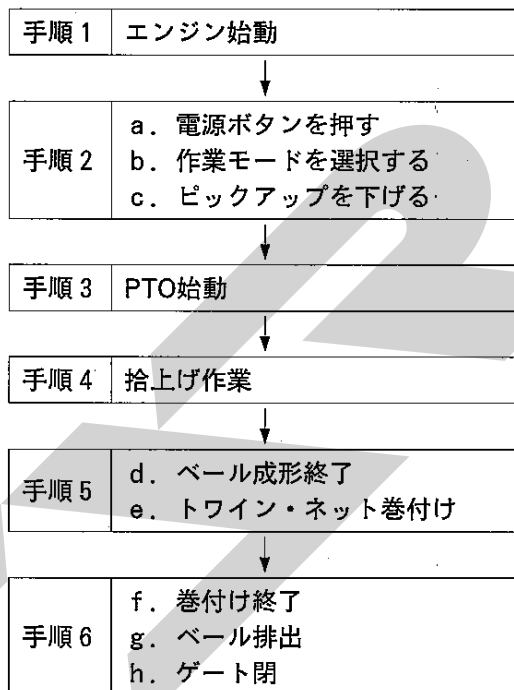 手順1 エンジン始動
a．電源ボタンを押す
手順2 b．作業モードを選択する
c．ピックアップを下げる
手順3 PTO始動
手順4 拾上げ作業
d．ベール成形終了
手順5 e．トワイン・ネット巻付け
f．巻付け終了
手順6 g．ベール排出
h．ゲート閉